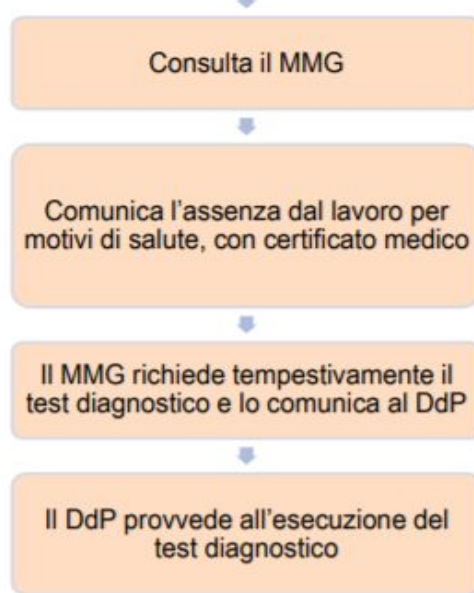 Consulta il MMG
Comunica l'assenza dal lavoro per
motivi di salute, con certificato medico
Il MMG richiede tempestivamente il
test diagnostico e lo comunica al DdP
Il DdP provvede all'esecuzione del
test diagnostico